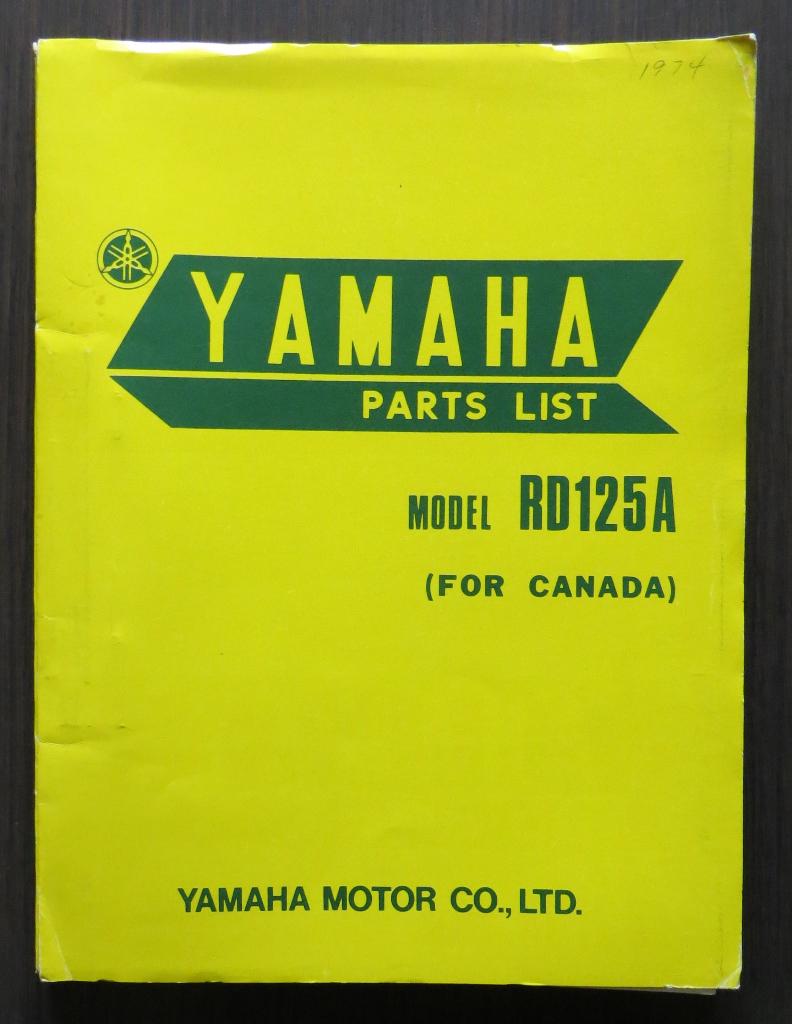 1974
YAMAHA
PARTS LIST
MODEL RD125A
(FOR CANADA)
YAMAHA MOTOR CO., LTD.